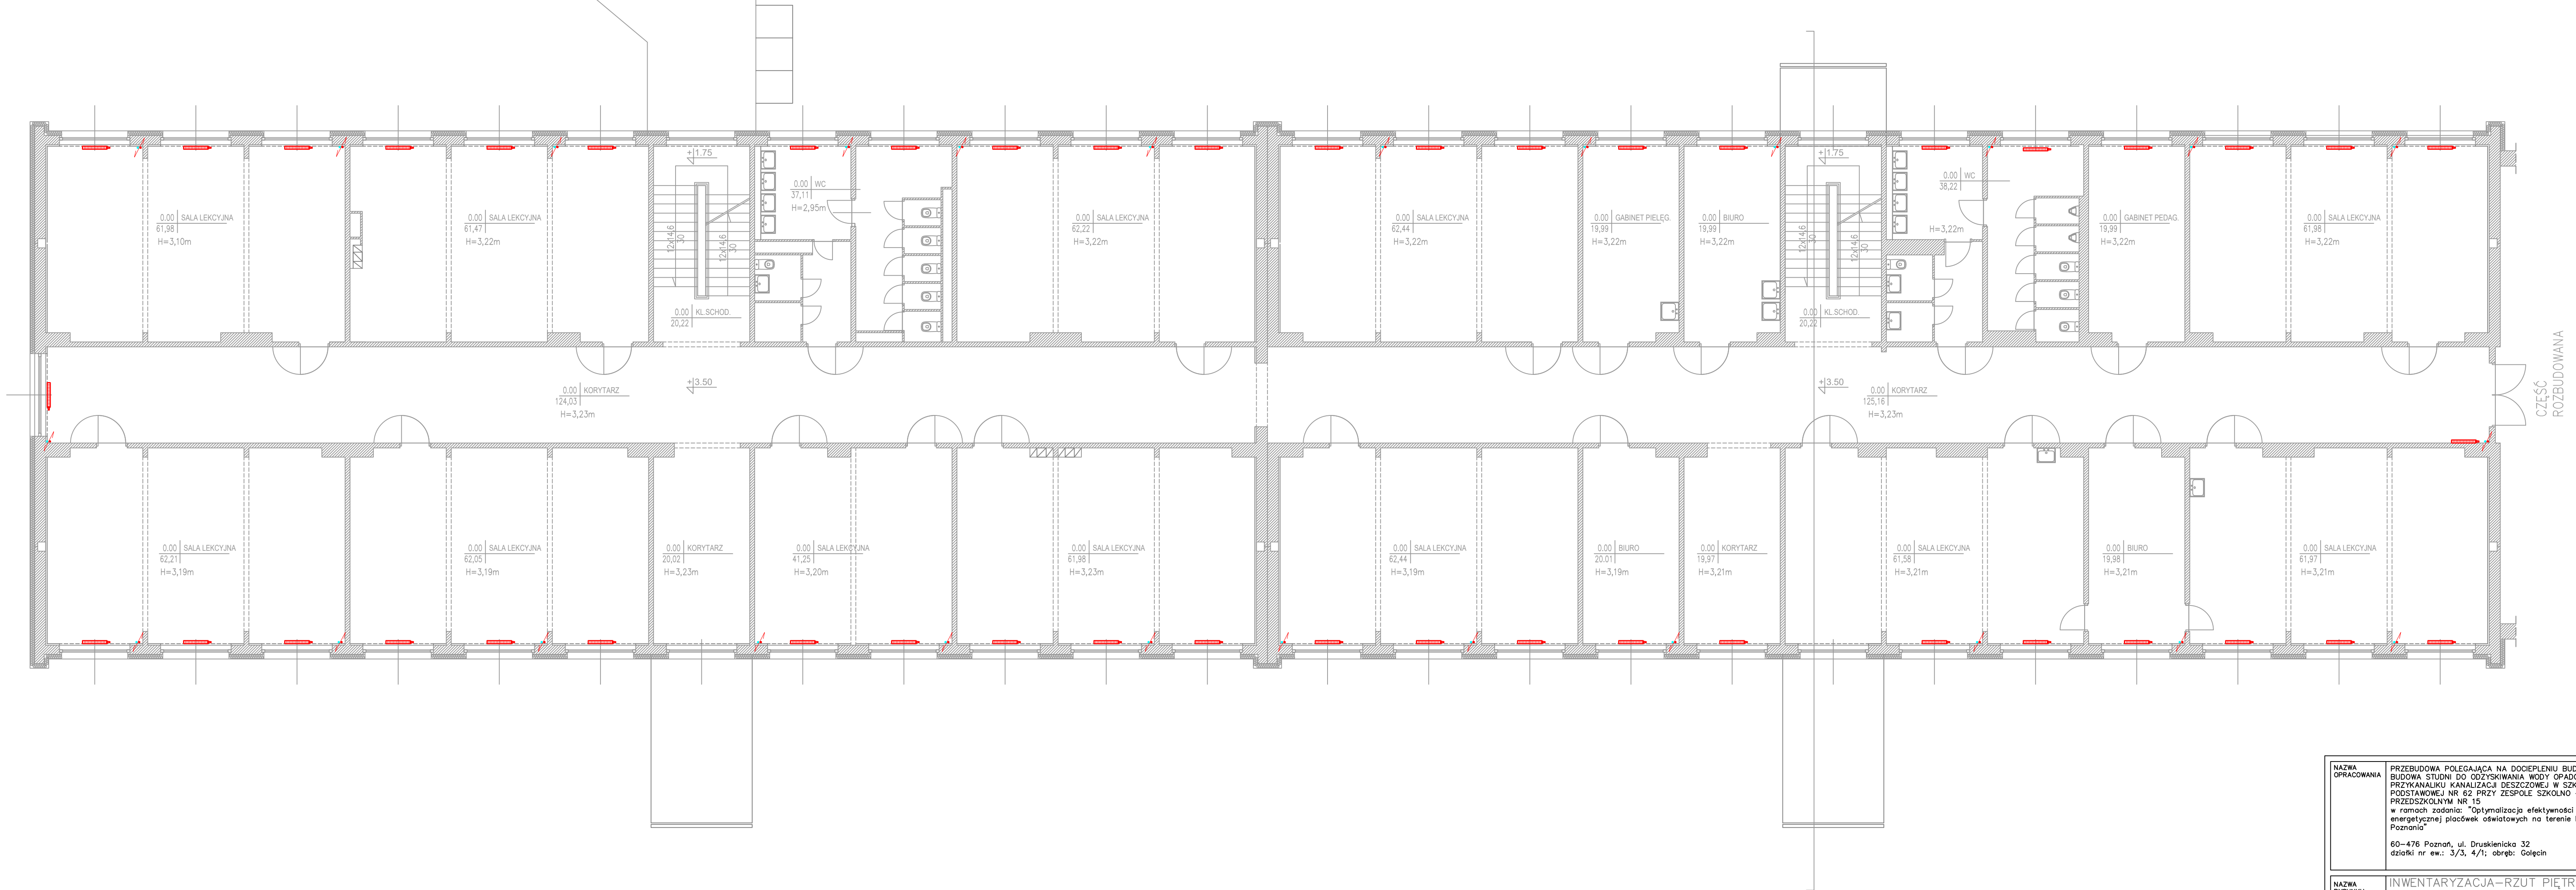 +1.75
+1.75
0.00 SALA LEKCYJNA
61,98
H=3,10m
0.00 SALA LEKCYJNA
61,47
H=3,22m
12x14,6
30
12x14,6
30
0.00 WC
37,11
H=2,95m
0.00 SALA LEKCYJNA
62,22
H=3,22m
0.00 SALA LEKCYJNA
62,44
H=3,22m
0.00 GABINET PIELĘG.
19,99
H=3,22m
0.00 BIURO
19,99
H=3,22m
12x14,6
30
12x14,6
30
0.00 WC
38,22
H=3,22m
0.00 GABINET PEDAG.
19,99
H=3,22m
0.00 SALA LEKCYJNA
61,98
H=3,22m
0.00 KL.SCHOD.
20,22
0.00 KL.SCHOD.
20,22
0.00 KORYTARZ
124,03
H=3,23m
+3.50
+3.50
0.00 KORYTARZ
125,16
H=3,23m
CZĘŚĆ
ROZBUDOWANA
0.00 SALA LEKCYJNA
62,21
H=3,19m
0.00 SALA LEKCYJNA
62,05
H=3,19m
0.00 KORYTARZ
20,02
H=3,23m
0.00 SALA LEKCYJNA
41,25
H=3,20m
0.00 SALA LEKCYJNA
61,98
H=3,23m
0.00 SALA LEKCYJNA
62,44
H=3,19m
0.00 BIURO
20.01
H=3,19m
0.00 KORYTARZ
19,97
H=3,21m
0.00 SALA LEKCYJNA
61,58
H=3,21m
0.00 BIURO
19,98
H=3,21m
0.00 SALA LEKCYJNA
61,97
H=3,21m
NAZWA
OPRACOWANIA
PRZEBUDOWA POLEGAJĄCA NA DOCIEPLENIU BUD
BUDOWA STUDNI DO ODZYSKIWANIA WODY OPADO
PRZYKANALIKU KANALIZACJI DESZCZOWEJ W SZK
PODSTAWOWEJ NR 62 PRZY ZESPOLE SZKOLNO -
PRZEDSZKOLNYM NR 15
w ramach zadania: "Optymalizacja efektywności
energetycznej placówek oświatowych na terenie
Poznania"
60-476 Poznań, ul. Druskienicka 32
działki nr ew.: 3/3, 4/1; obręb: Golęcin
NAZWA
INWENTARYZACJA-RZUT PIĘTR